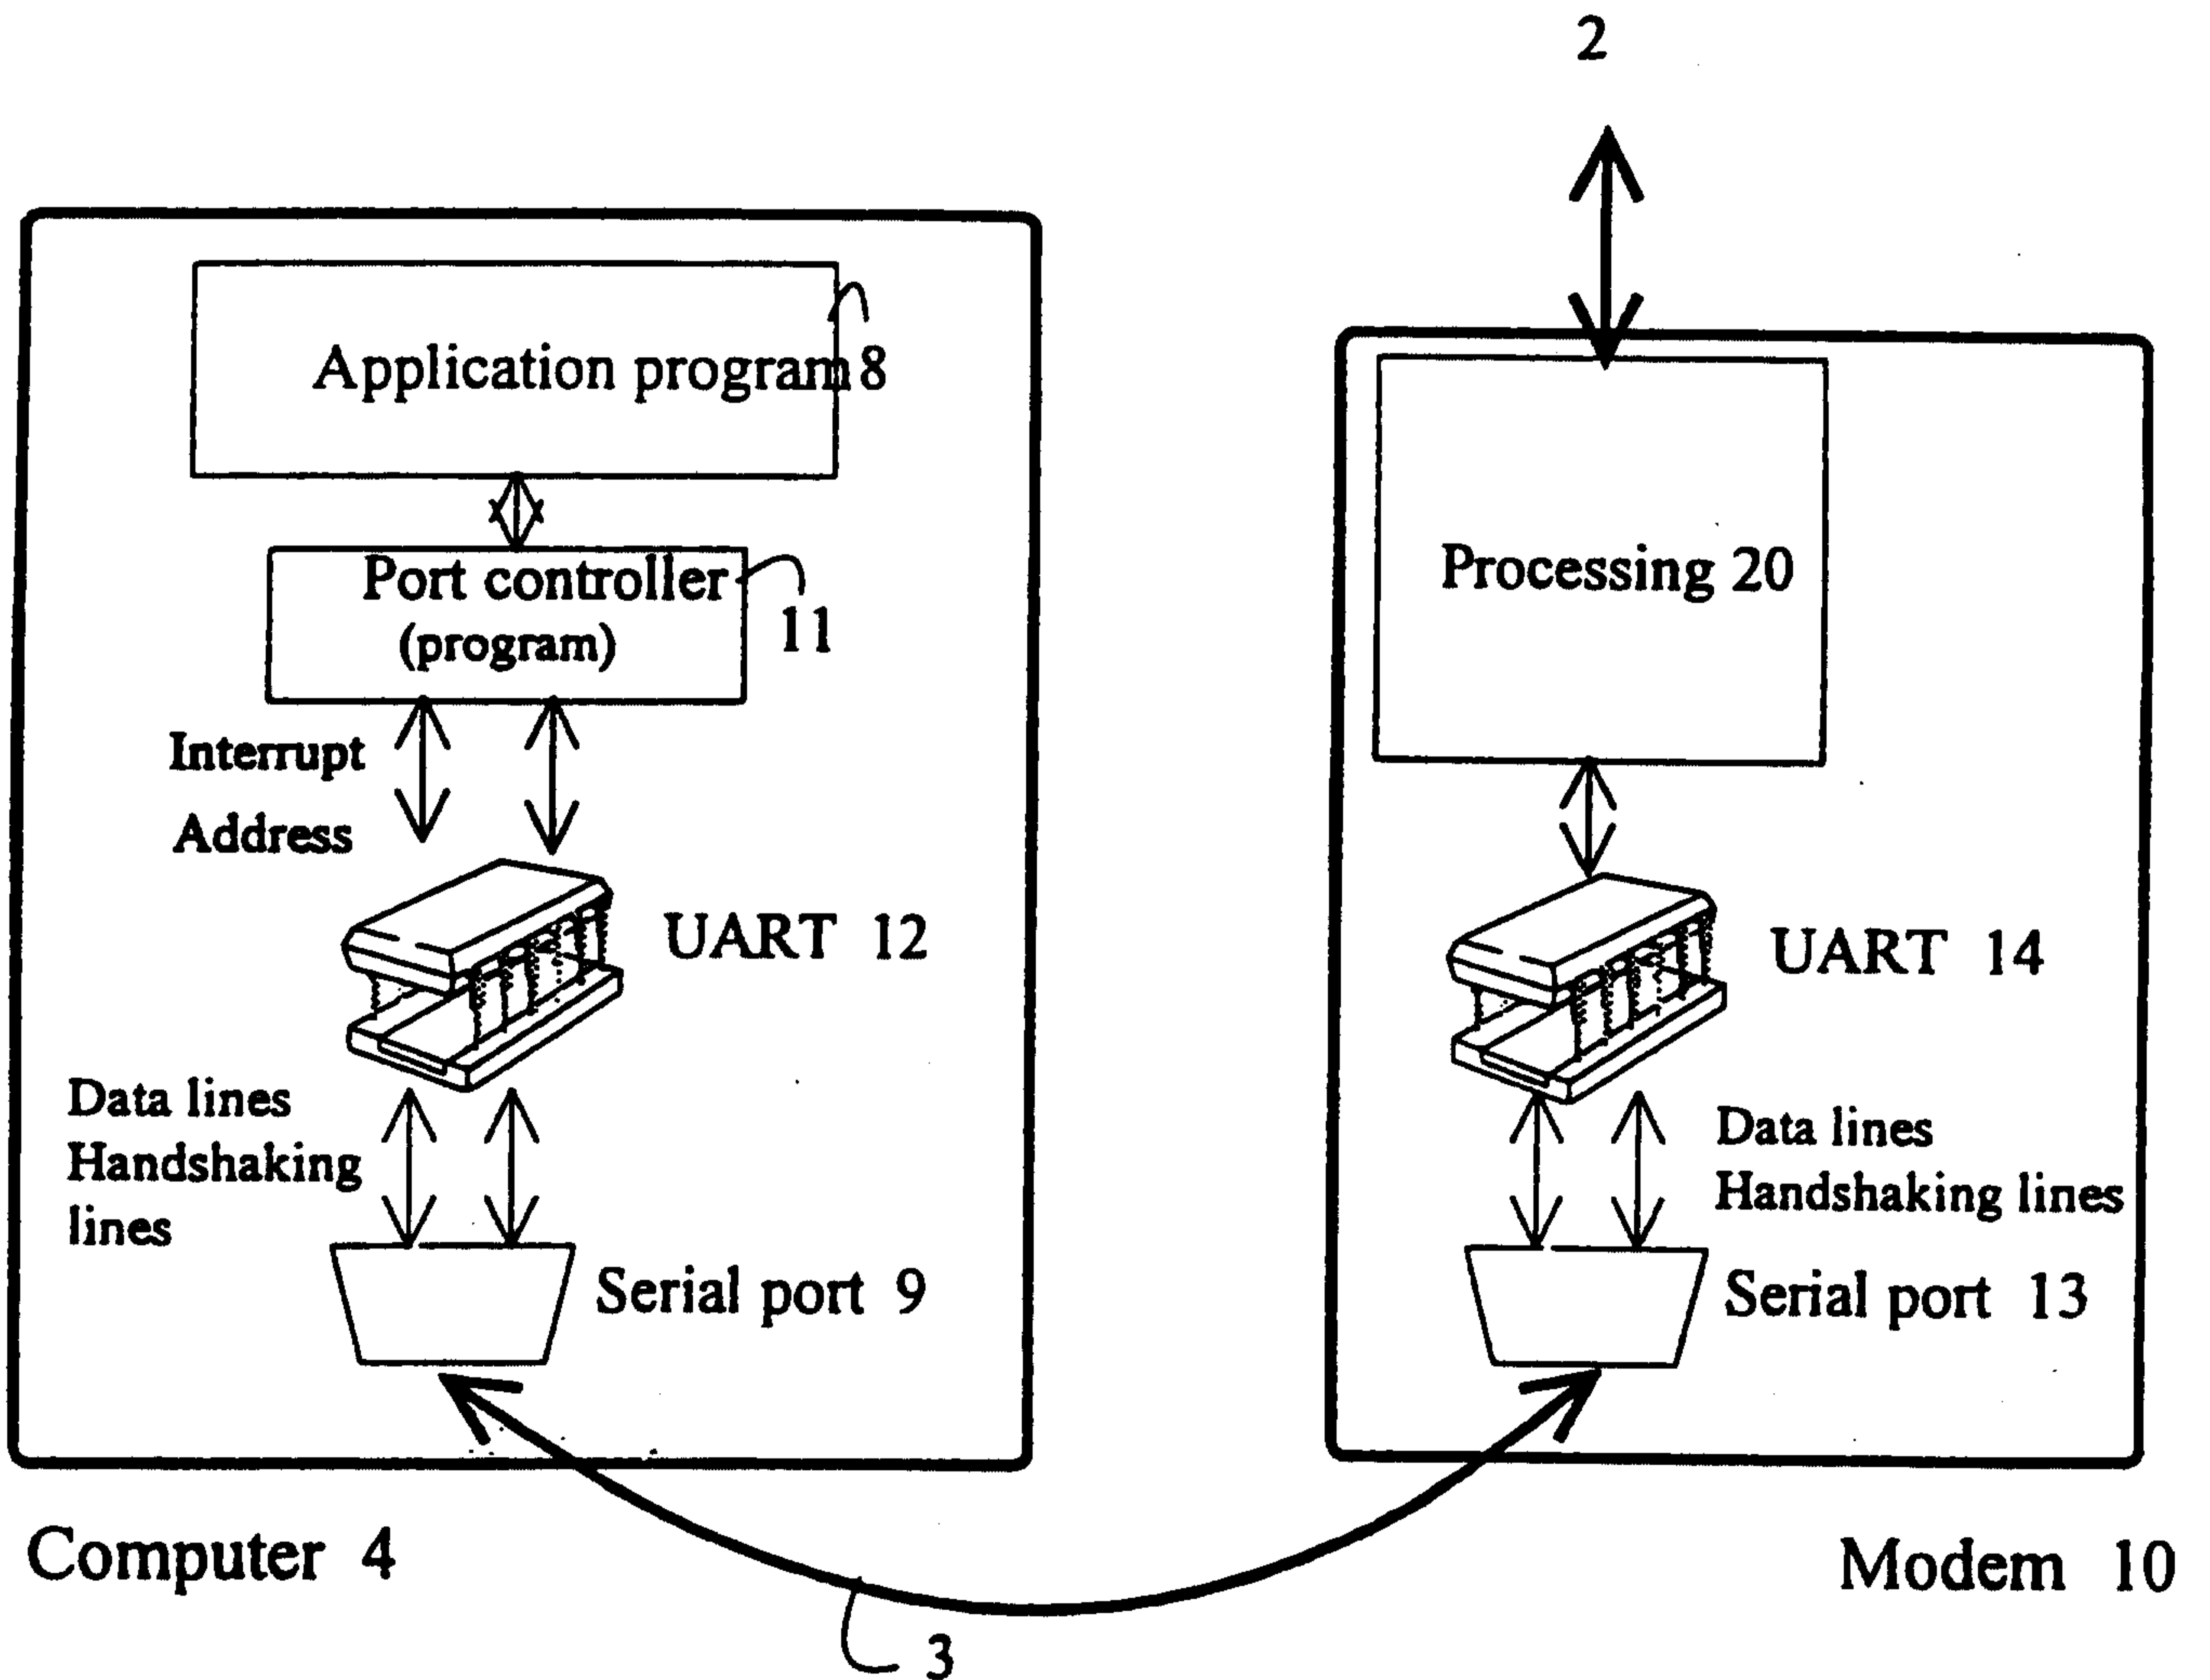 2
Application program 8
Port controller
(program)
11
Interrupt
Address
UART 12
Data lines
Handshaking
lines
Serial port 9
Computer 4
3
Processing 20
UART 14
Data lines
Handshaking lines
Serial port 13
Modem 10